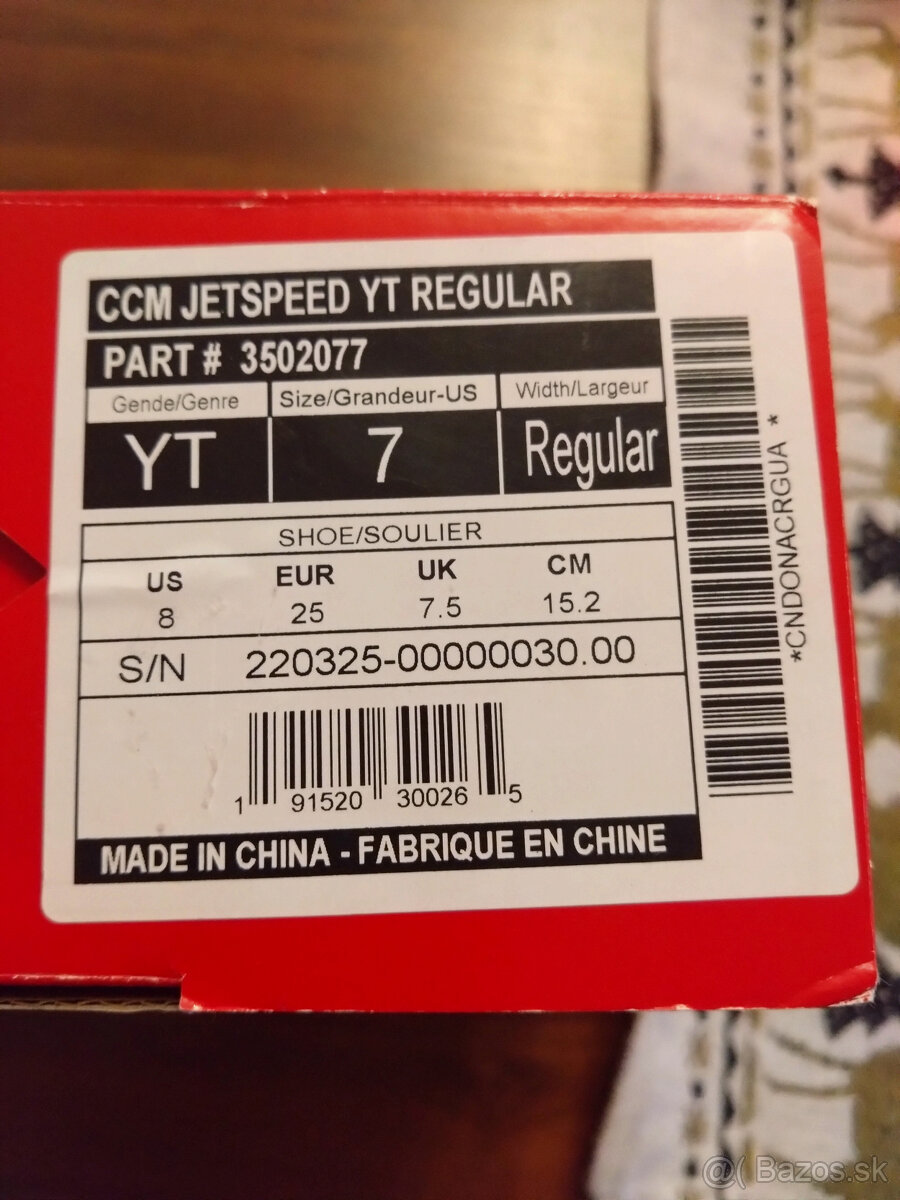 CCM JETSPEED YT REGULAR
PART # 3502077
Gende/Genre Size/Grandeur-US Width/Largeur
YT 7 Regular
SHOE/SOULIER
US EUR UK CM
8 25 7.5 15.2
S/N 220325-00000030.00
1 91520 30026 5
MADE IN CHINA - FABRIQUE EN CHINE
*CNDONACRGUA *
@( Bazos.sk